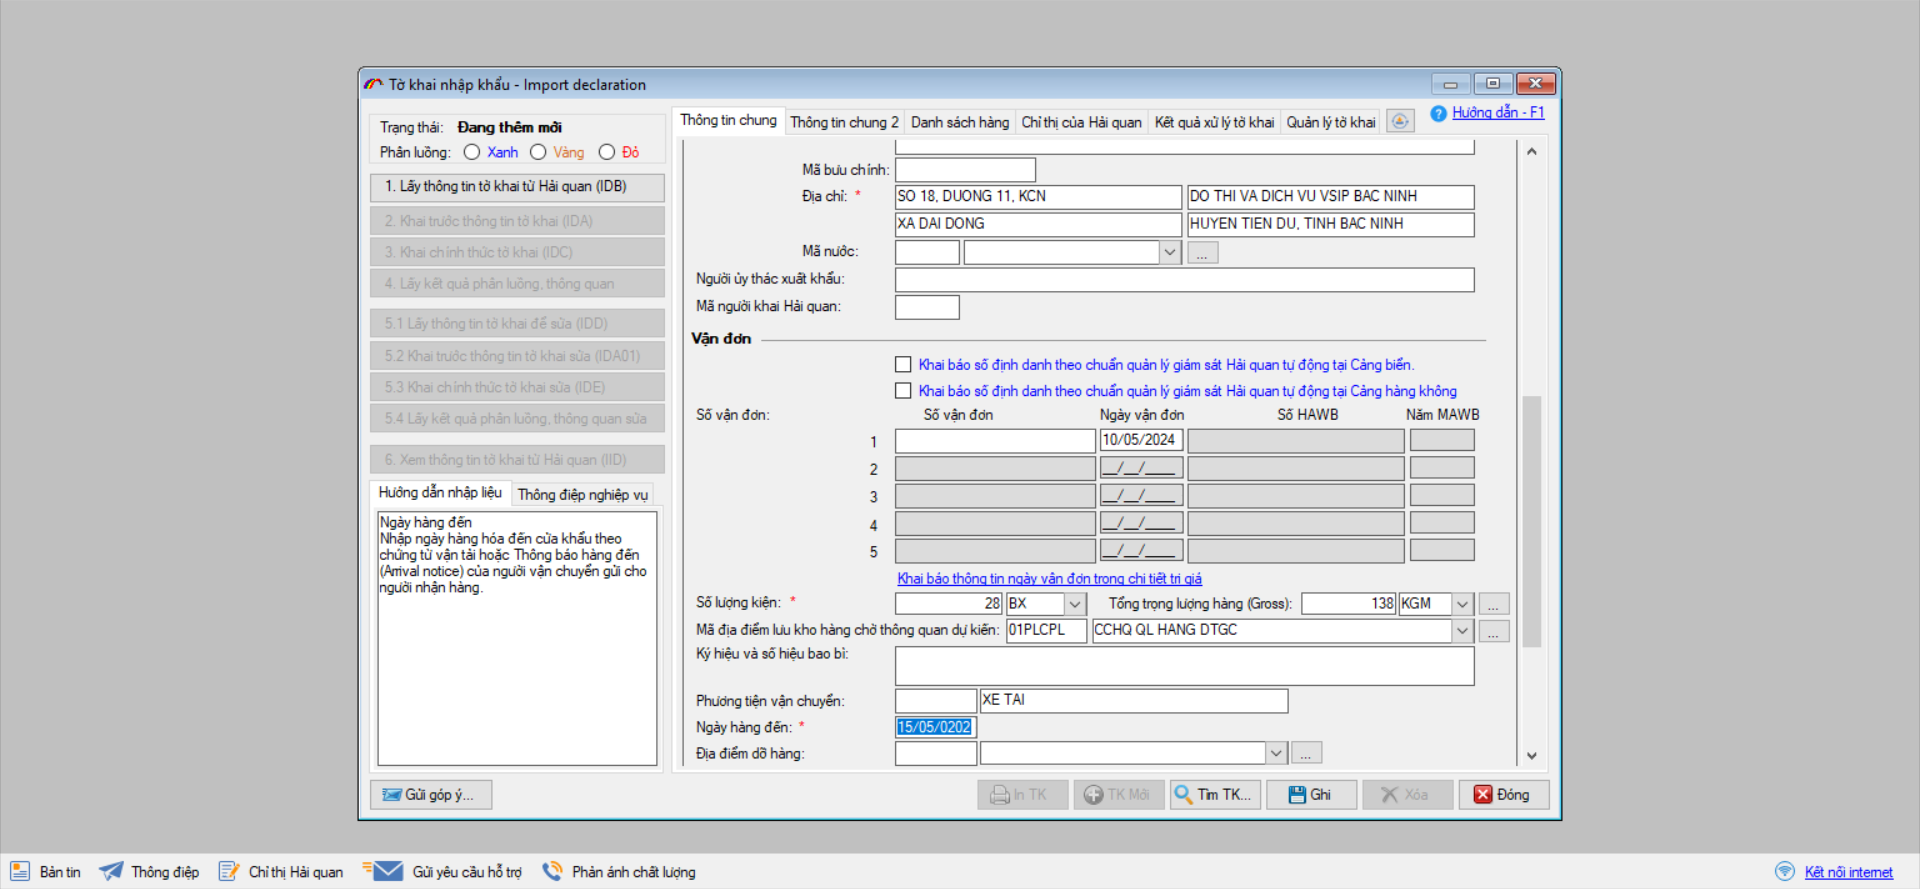 Tờ khai nhập khẩu - Import declaration
Trạng thái: Đang thêm mới
Phân luồng: Xanh Vàng Đỏ
1. Lấy thông tin tờ khai từ Hải quan (IDB)
2. Khai trước thông tin tờ khai (IDA)
3. Khai chính thức tờ khai (IDC)
4. Lấy kết quả phân luồng, thông quan
5.1 Lấy thông tin tờ khai để sửa (IDD)
5.2 Khai trước thông tin tờ khai sửa (IDA01)
5.3 Khai chính thức tờ khai sửa (IDE)
5.4 Lấy kết quả phân luồng, thông quan sửa
6. Xem thông tin tờ khai từ Hải quan (IID)
Hướng dẫn nhập liệu Thông điệp nghiệp vụ
Ngày hàng đến
Nhập ngày hàng hóa đến cửa khẩu theo
chứng từ vận tải hoặc Thông báo hàng đến
(Arrival notice) của người vận chuyển gửi cho
người nhận hàng.
Gửi góp ý...
Thông tin chung Thông tin chung 2 Danh sách hàng Chỉ thị của Hải quan Kết quả xử lý tờ khai Quản lý tờ khai
? Hướng dẫn - F1
Mã bưu chính:
Địa chỉ: * SO 18, DUONG 11, KCN DO THI VA DICH VU VSIP BAC NINH
XA DAI DONG HUYEN TIEN DU, TINH BAC NINH
Mã nước: ...
Người ủy thác xuất khẩu:
Mã người khai Hải quan:
Vận đơn
Khai báo số định danh theo chuẩn quản lý giám sát Hải quan tự động tại Cảng biển.
Khai báo số định danh theo chuẩn quản lý giám sát Hải quan tự động tại Cảng hàng không
Số vận đơn: Số vận đơn Ngày vận đơn Số HAWB Năm MAWB
1 10/05/2024
2 __/__/____
3 __/__/____
4 __/__/____
5 __/__/____
Khai báo thông tin ngày vận đơn trong chi tiết trị giá
Số lượng kiện: * 28 BX Tổng trọng lượng hàng (Gross): 138 KGM ...
Mã địa điểm lưu kho hàng chờ thông quan dự kiến: 01PLCPL CCHQ QL HANG DTGC ...
Ký hiệu và số hiệu bao bì:
Phương tiện vận chuyển: XE TAI
Ngày hàng đến: * 15/05/0202
Địa điểm dỡ hàng: ...
In TK TK Mới Tìm TK... Ghi Xóa Đóng
Bản tin Thông điệp Chỉ thị Hải quan Gửi yêu cầu hỗ trợ Phản ánh chất lượng Kết nối internet